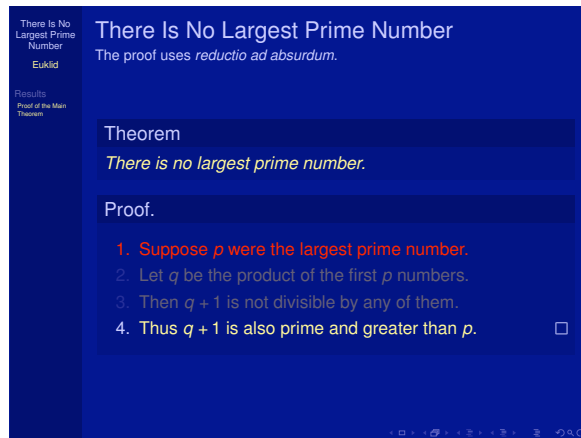 There Is No
Largest Prime
Number
Euklid
Results
Proof of the Main
Theorem
There Is No Largest Prime Number
The proof uses reductio ad absurdum.
Theorem
There is no largest prime number.
Proof.
1. Suppose p were the largest prime number.
2. Let q be the product of the first p numbers.
3. Then q + 1 is not divisible by any of them.
4. Thus q + 1 is also prime and greater than p. □